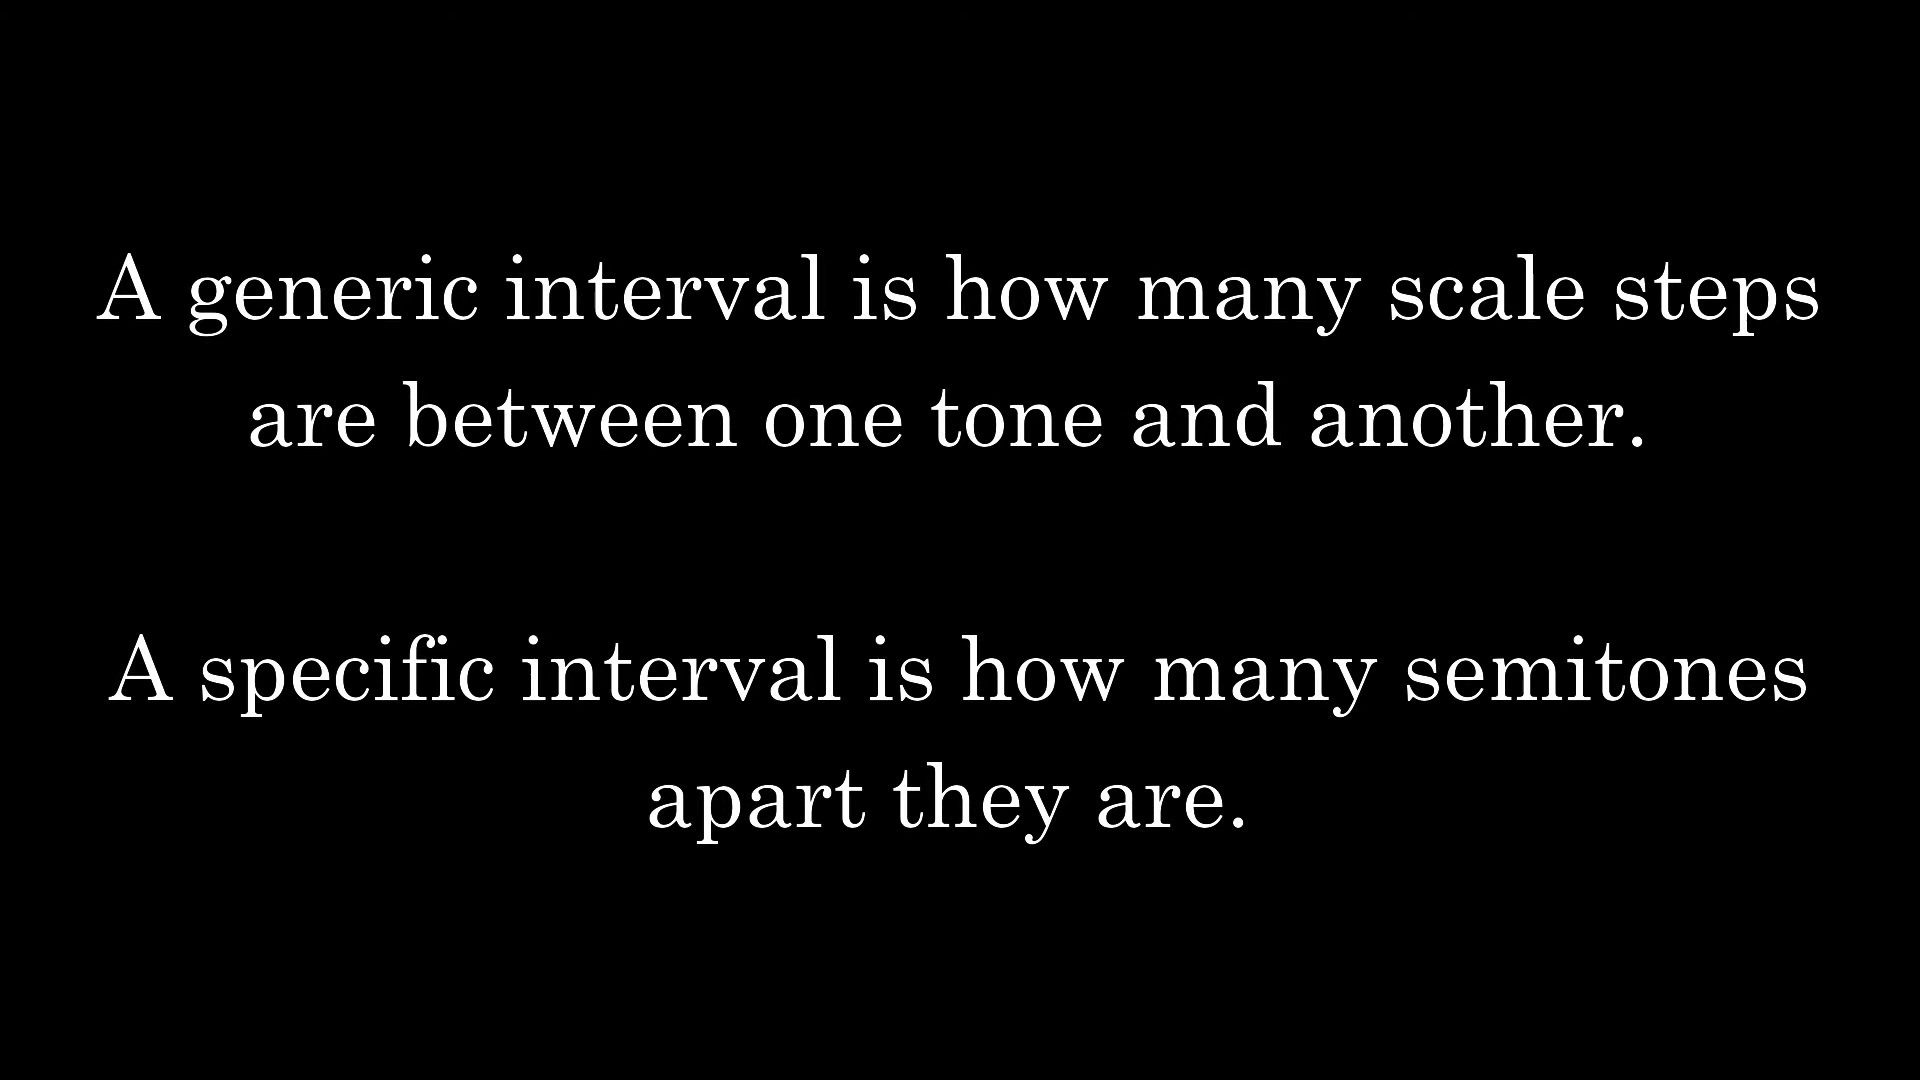 A generic interval is how many scale steps
are between one tone and another.
A specific interval is how many semitones
apart they are.